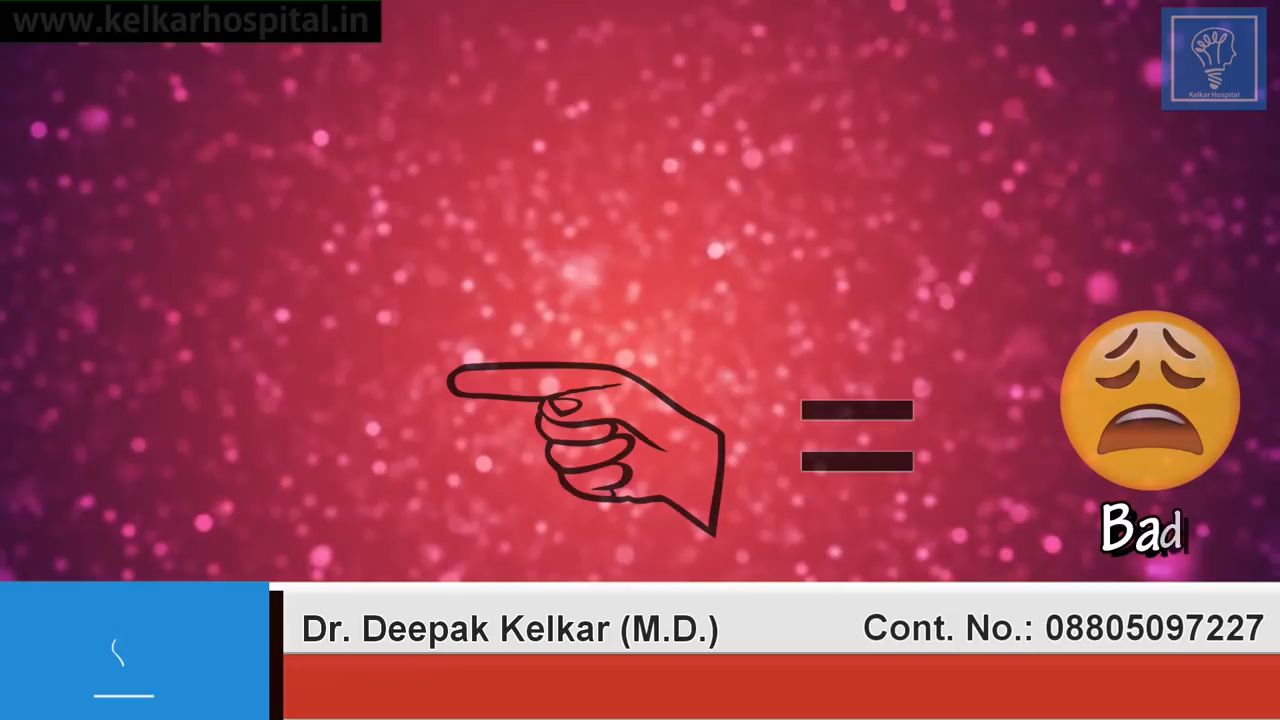 www.kelkarhospital.in
Kelkar Hospital
Bad
Dr. Deepak Kelkar (M.D.)
Cont. No.: 08805097227